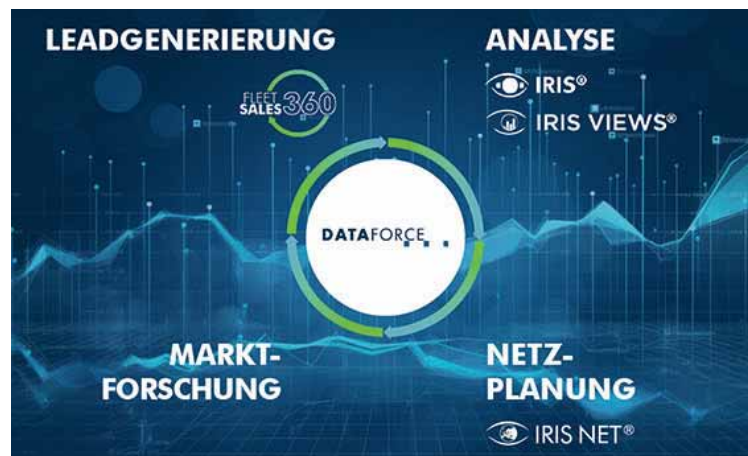 LEADGENERIERUNG
FLEET
SALES 360
ANALYSE
IRIS®
IRIS VIEWS®
DATAFORCE
MARKT-
FORSCHUNG
NETZ-
PLANUNG
IRIS NET®